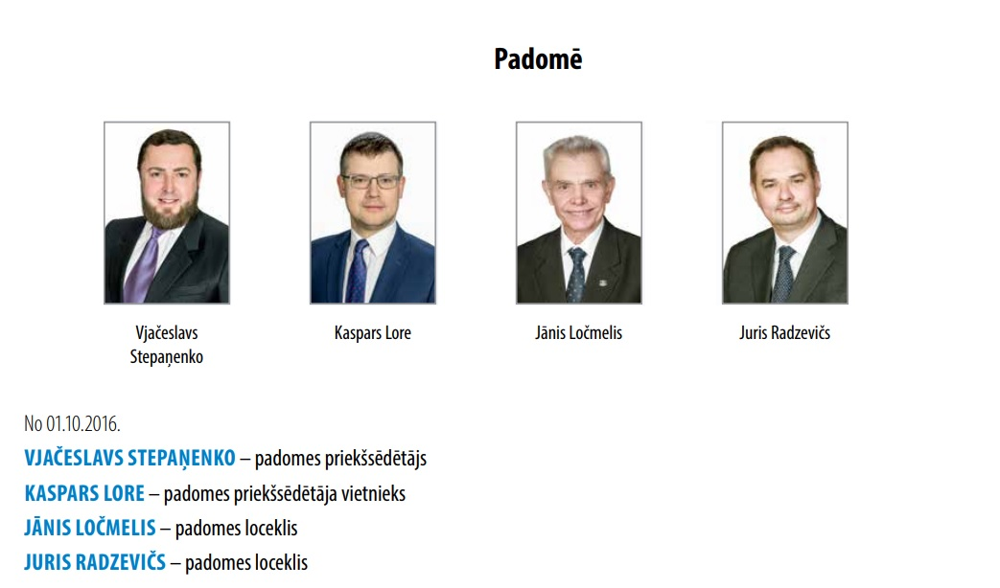 Padomē
Vjačeslavs
Stepaņenko
Kaspars Lore
Jānis Ločmelis
Juris Radzevičs
No 01.10.2016.
VJAČESLAVS STEPAŅENKO – padomes priekšsēdētājs
KASPARS LORE – padomes priekšsēdētāja vietnieks
JĀNIS LOČMELIS – padomes loceklis
JURIS RADZEVIČS – padomes loceklis